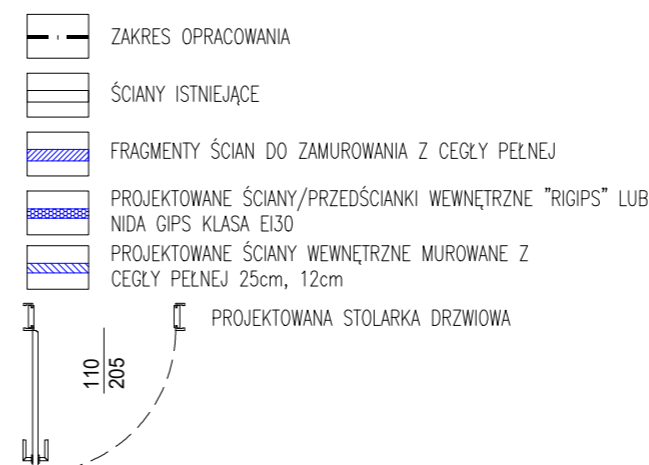 ZAKRES OPRACOWANIA
ŚCIANY ISTNIEJĄCE
FRAGMENTY ŚCIAN DO ZAMUROWANIA Z CEGŁY PEŁNEJ
PROJEKTOWANE ŚCIANY/PRZEDŚCIANKI WEWNĘTRZNE "RIGIPS" LUB
NIDA GIPS KLASA EI30
PROJEKTOWANE ŚCIANY WEWNĘTRZNE MUROWANE Z
CEGŁY PEŁNEJ 25cm, 12cm
PROJEKTOWANA STOLARKA DRZWIOWA
110
205